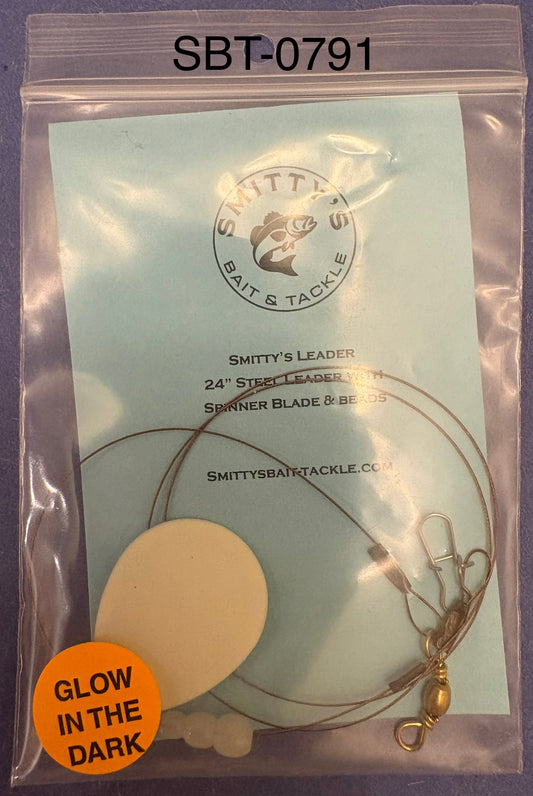 SBT-0791
SMITTY'S
BAIT & TACKLE
Smitty's Leader
24" Steel Leader with
Spinner Blade & beads
Smittysbait-tackle.com
GLOW
IN THE
DARK